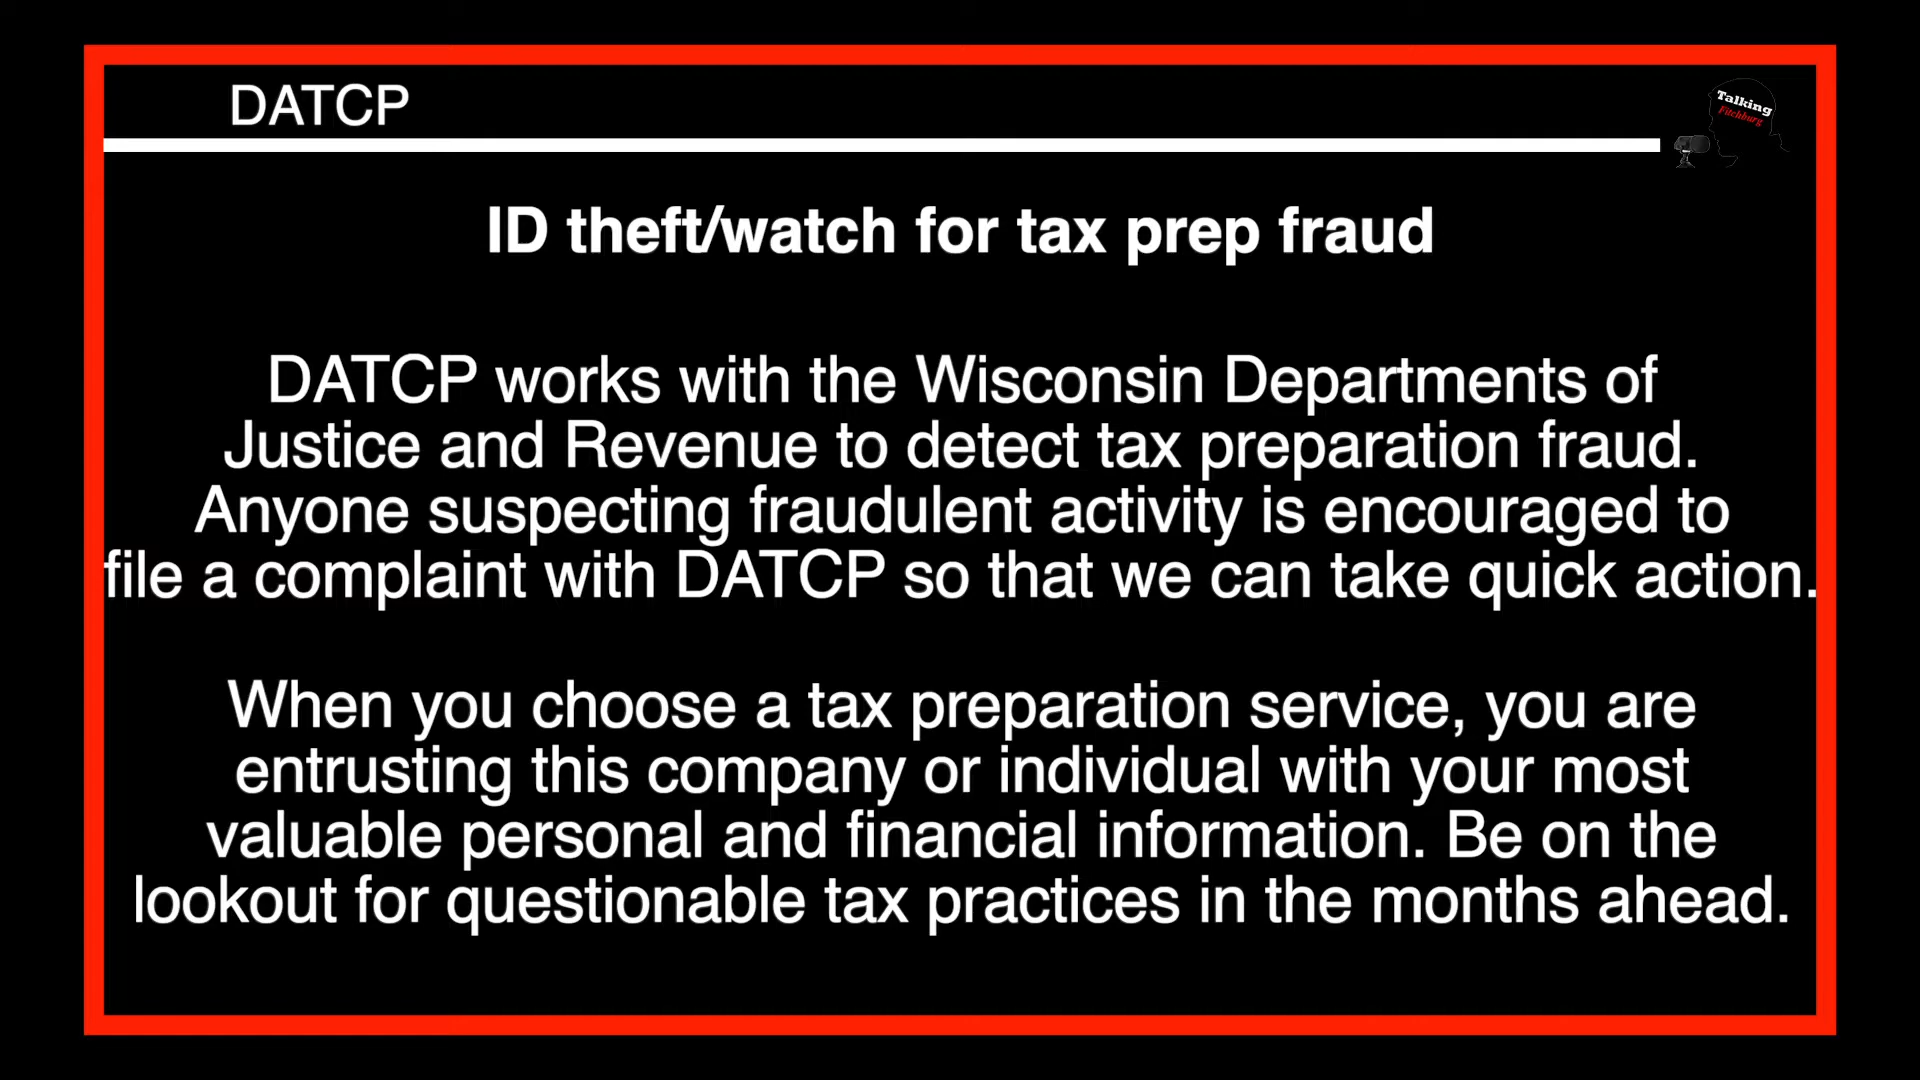 DATCP
Talking
Fitchburg
ID theft/watch for tax prep fraud
DATCP works with the Wisconsin Departments of
Justice and Revenue to detect tax preparation fraud.
Anyone suspecting fraudulent activity is encouraged to
file a complaint with DATCP so that we can take quick action.
When you choose a tax preparation service, you are
entrusting this company or individual with your most
valuable personal and financial information. Be on the
lookout for questionable tax practices in the months ahead.